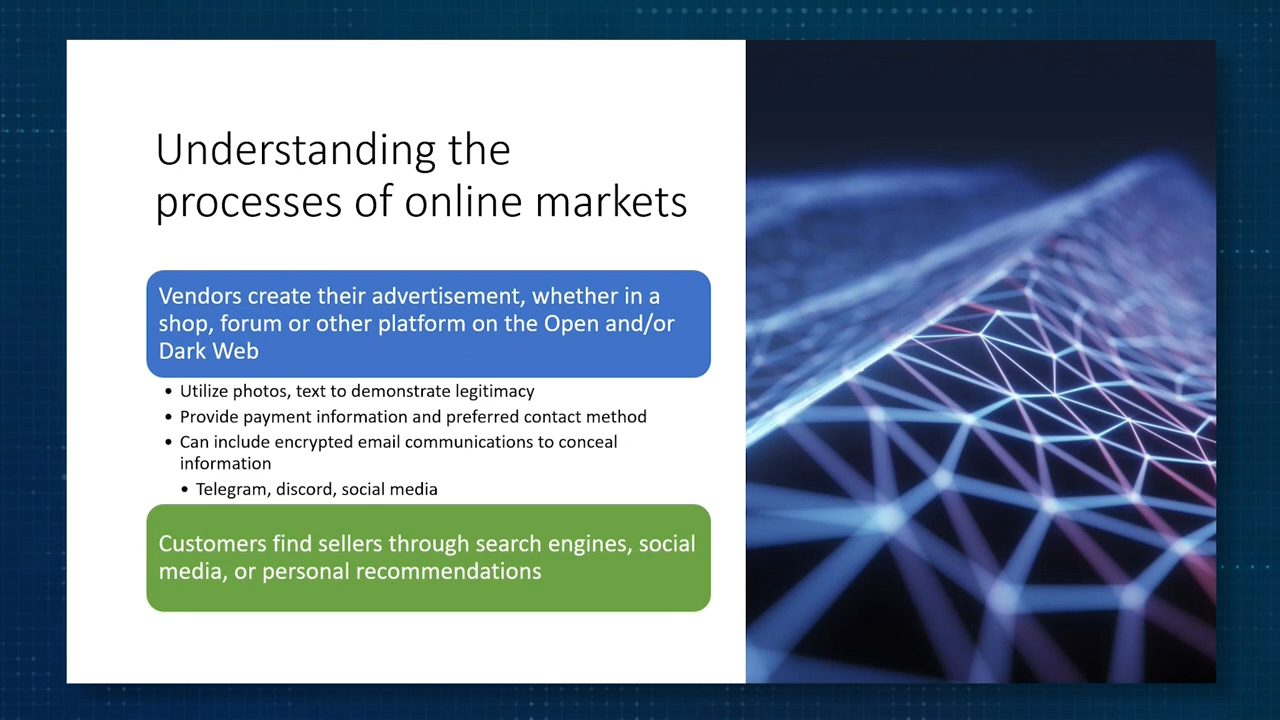 Understanding the
processes of online markets
Vendors create their advertisement, whether in a
shop, forum or other platform on the Open and/or
Dark Web
• Utilize photos, text to demonstrate legitimacy
• Provide payment information and preferred contact method
• Can include encrypted email communications to conceal
information
• Telegram, discord, social media
Customers find sellers through search engines, social
media, or personal recommendations